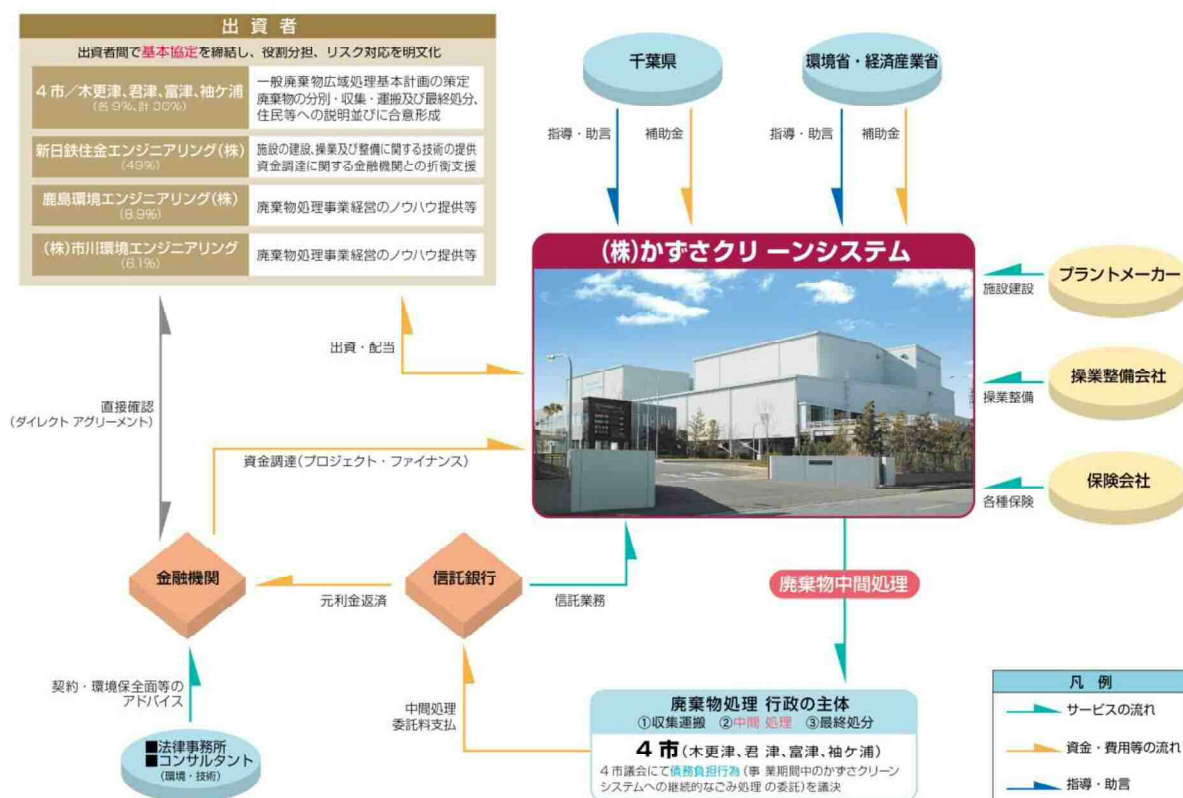 出資者
出資者間で基本協定を締結し、役割分担、リスク対応を明文化
4市／木更津、君津、富津、袖ケ浦
(各9%、計36%)
一般廃棄物広域処理基本計画の策定
廃棄物の分別・収集・運搬及び最終処分、
住民等への説明並びに合意形成
新日鉄住金エンジニアリング(株)
(49%)
施設の建設、操業及び整備に関する技術の提供
資金調達に関する金融機関との折衝支援
鹿島環境エンジニアリング(株)
(8.9%)
廃棄物処理事業経営のノウハウ提供等
(株)市川環境エンジニアリング
(6.1%)
廃棄物処理事業経営のノウハウ提供等
千葉県
環境省・経済産業省
指導・助言
補助金
指導・助言
補助金
(株)かずさクリーンシステム
プラントメーカー
施設建設
操業整備会社
操業整備
保険会社
各種保険
出資・配当
直接確認
(ダイレクト アグリーメント)
資金調達(プロジェクト・ファイナンス)
金融機関
信託銀行
元利金返済
信託業務
廃棄物中間処理
契約・環境保全面等の
アドバイス
中間処理
委託料支払
■法律事務所
■コンサルタント
(環境・技術)
廃棄物処理 行政の主体
①収集運搬 ②中間 処理 ③最終処分
4 市(木更津、君 津、富津、袖ケ浦)
4市議会にて債務負担行為(事 業期間中のかずさクリーン
システムへの継続的なごみ処理 の委託)を議決
凡 例
サービスの流れ
資金・費用等の流れ
指導・助言